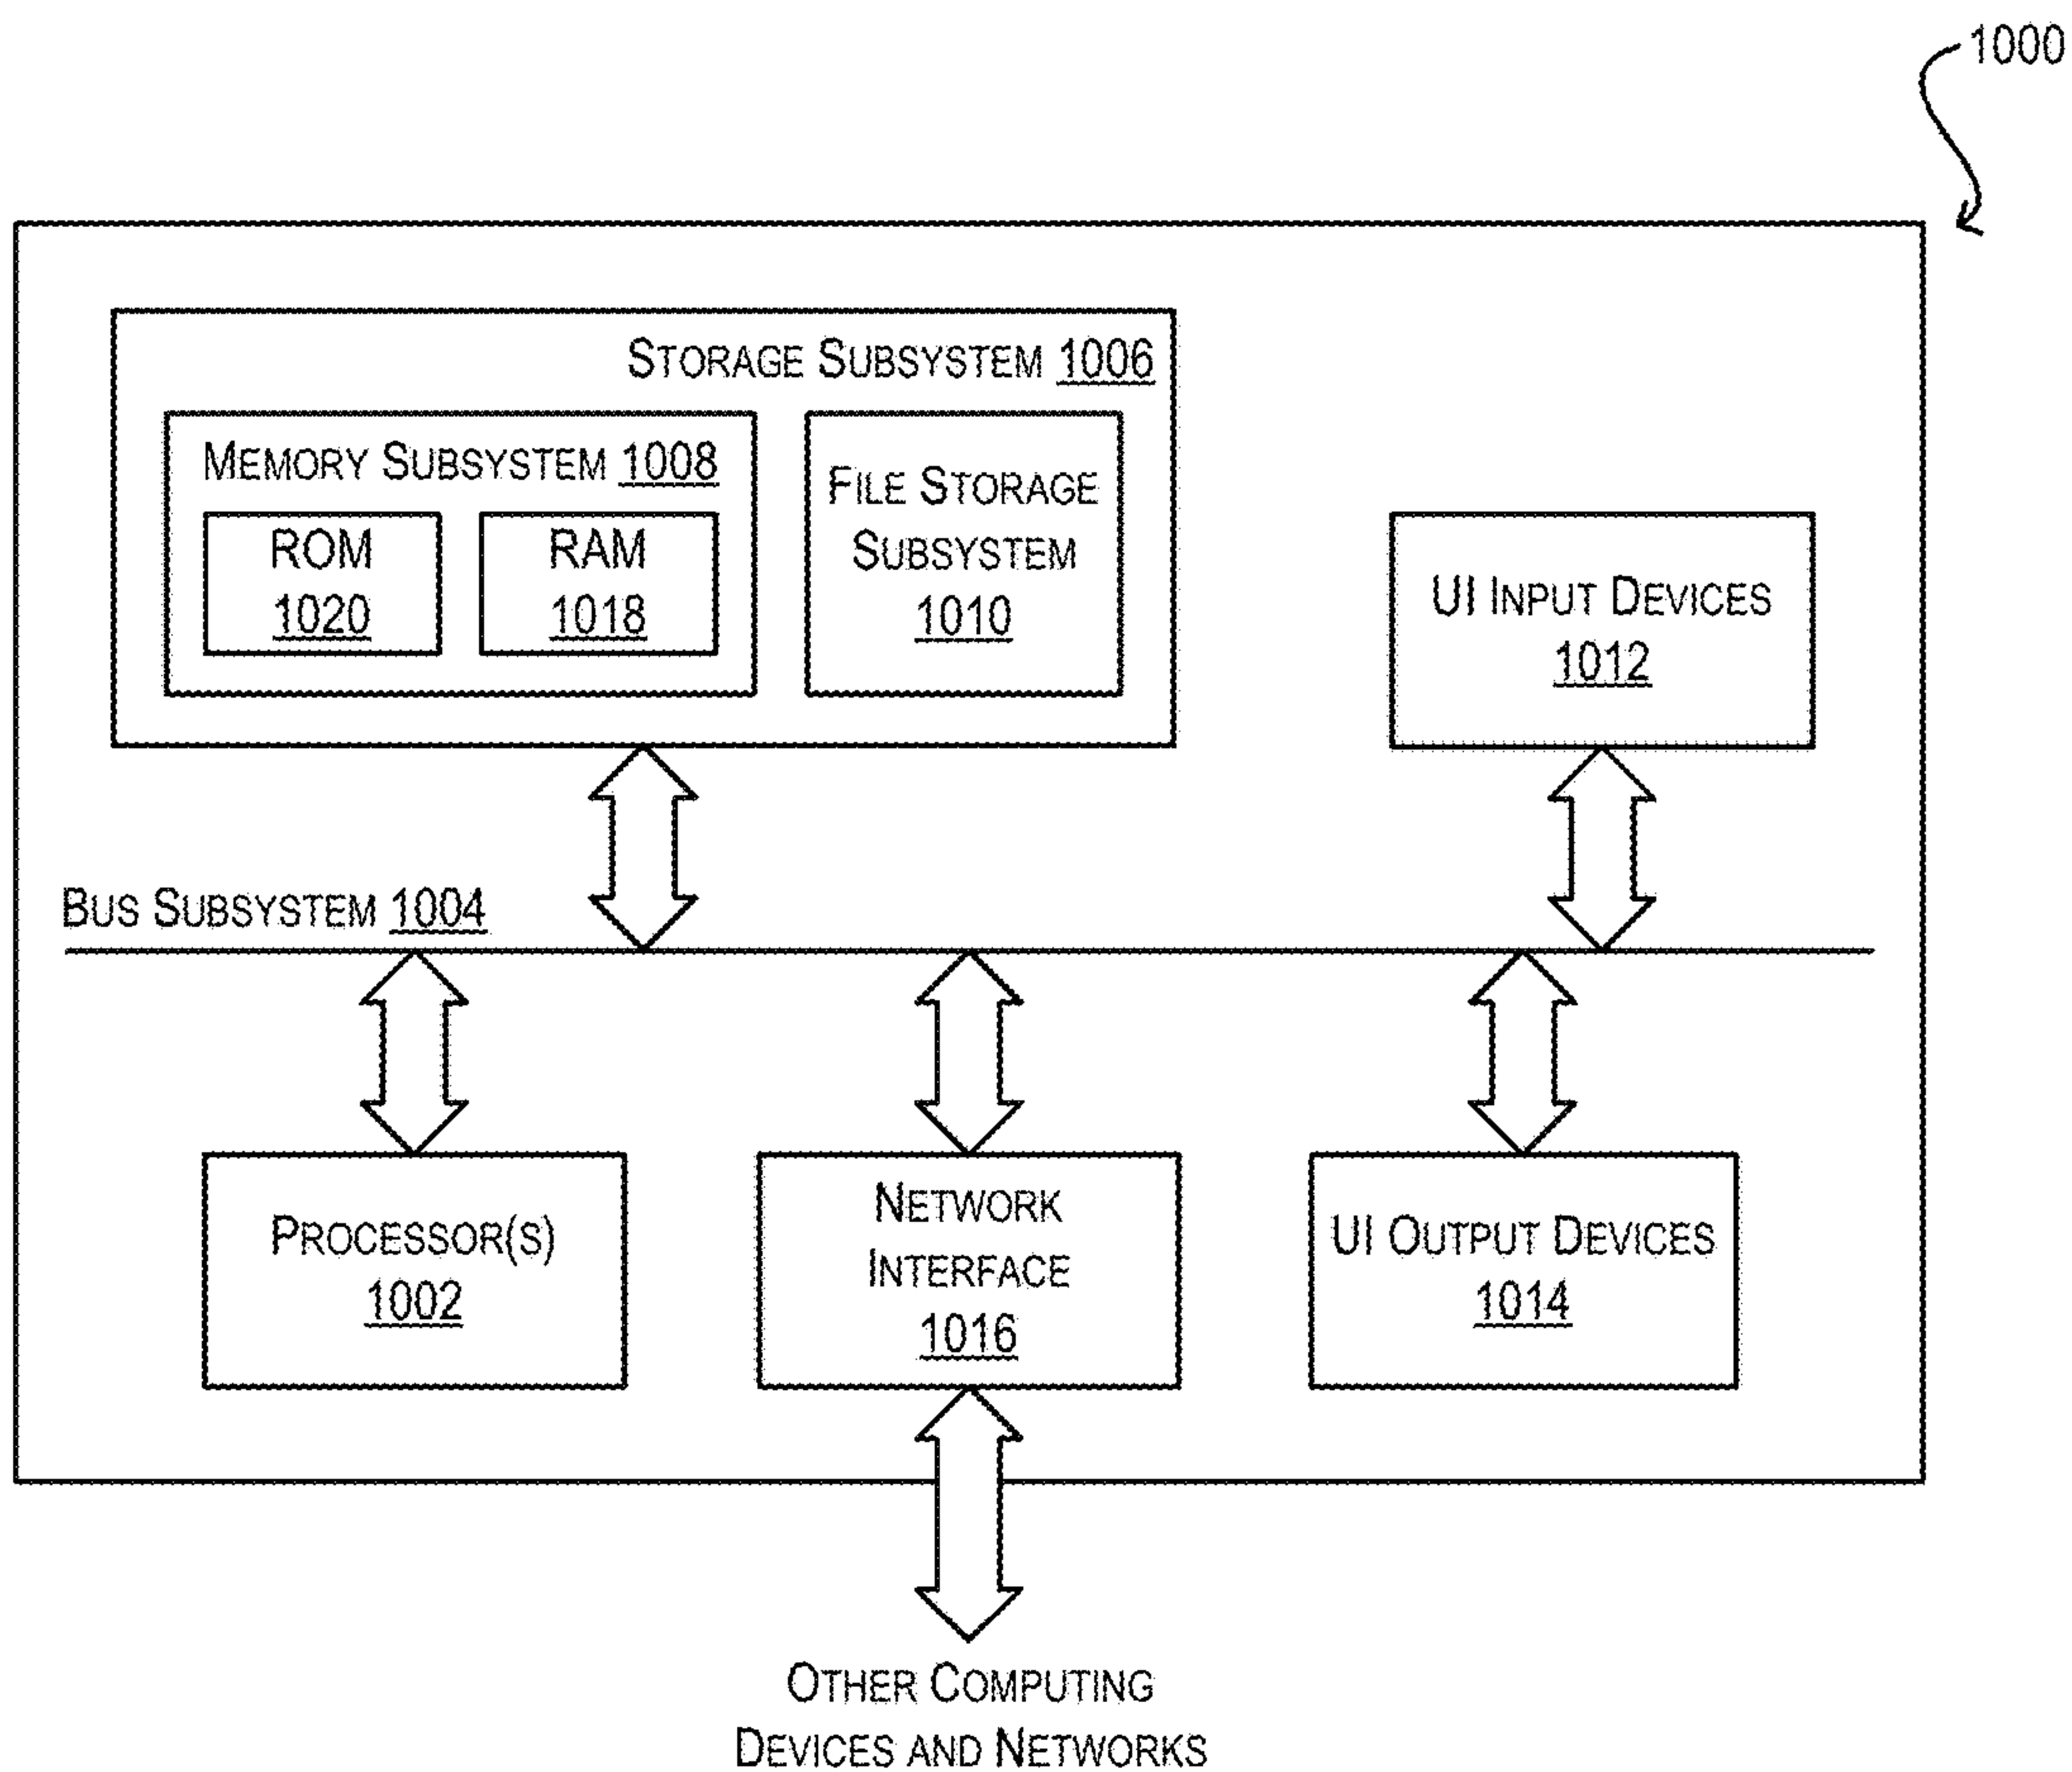 1000
STORAGE SUBSYSTEM 1006
MEMORY SUBSYSTEM 1008
ROM
1020
RAM
1018
FILE STORAGE
SUBSYSTEM
1010
UI INPUT DEVICES
1012
BUS SUBSYSTEM 1004
PROCESSOR(S)
1002
NETWORK
INTERFACE
1016
UI OUTPUT DEVICES
1014
OTHER COMPUTING
DEVICES AND NETWORKS